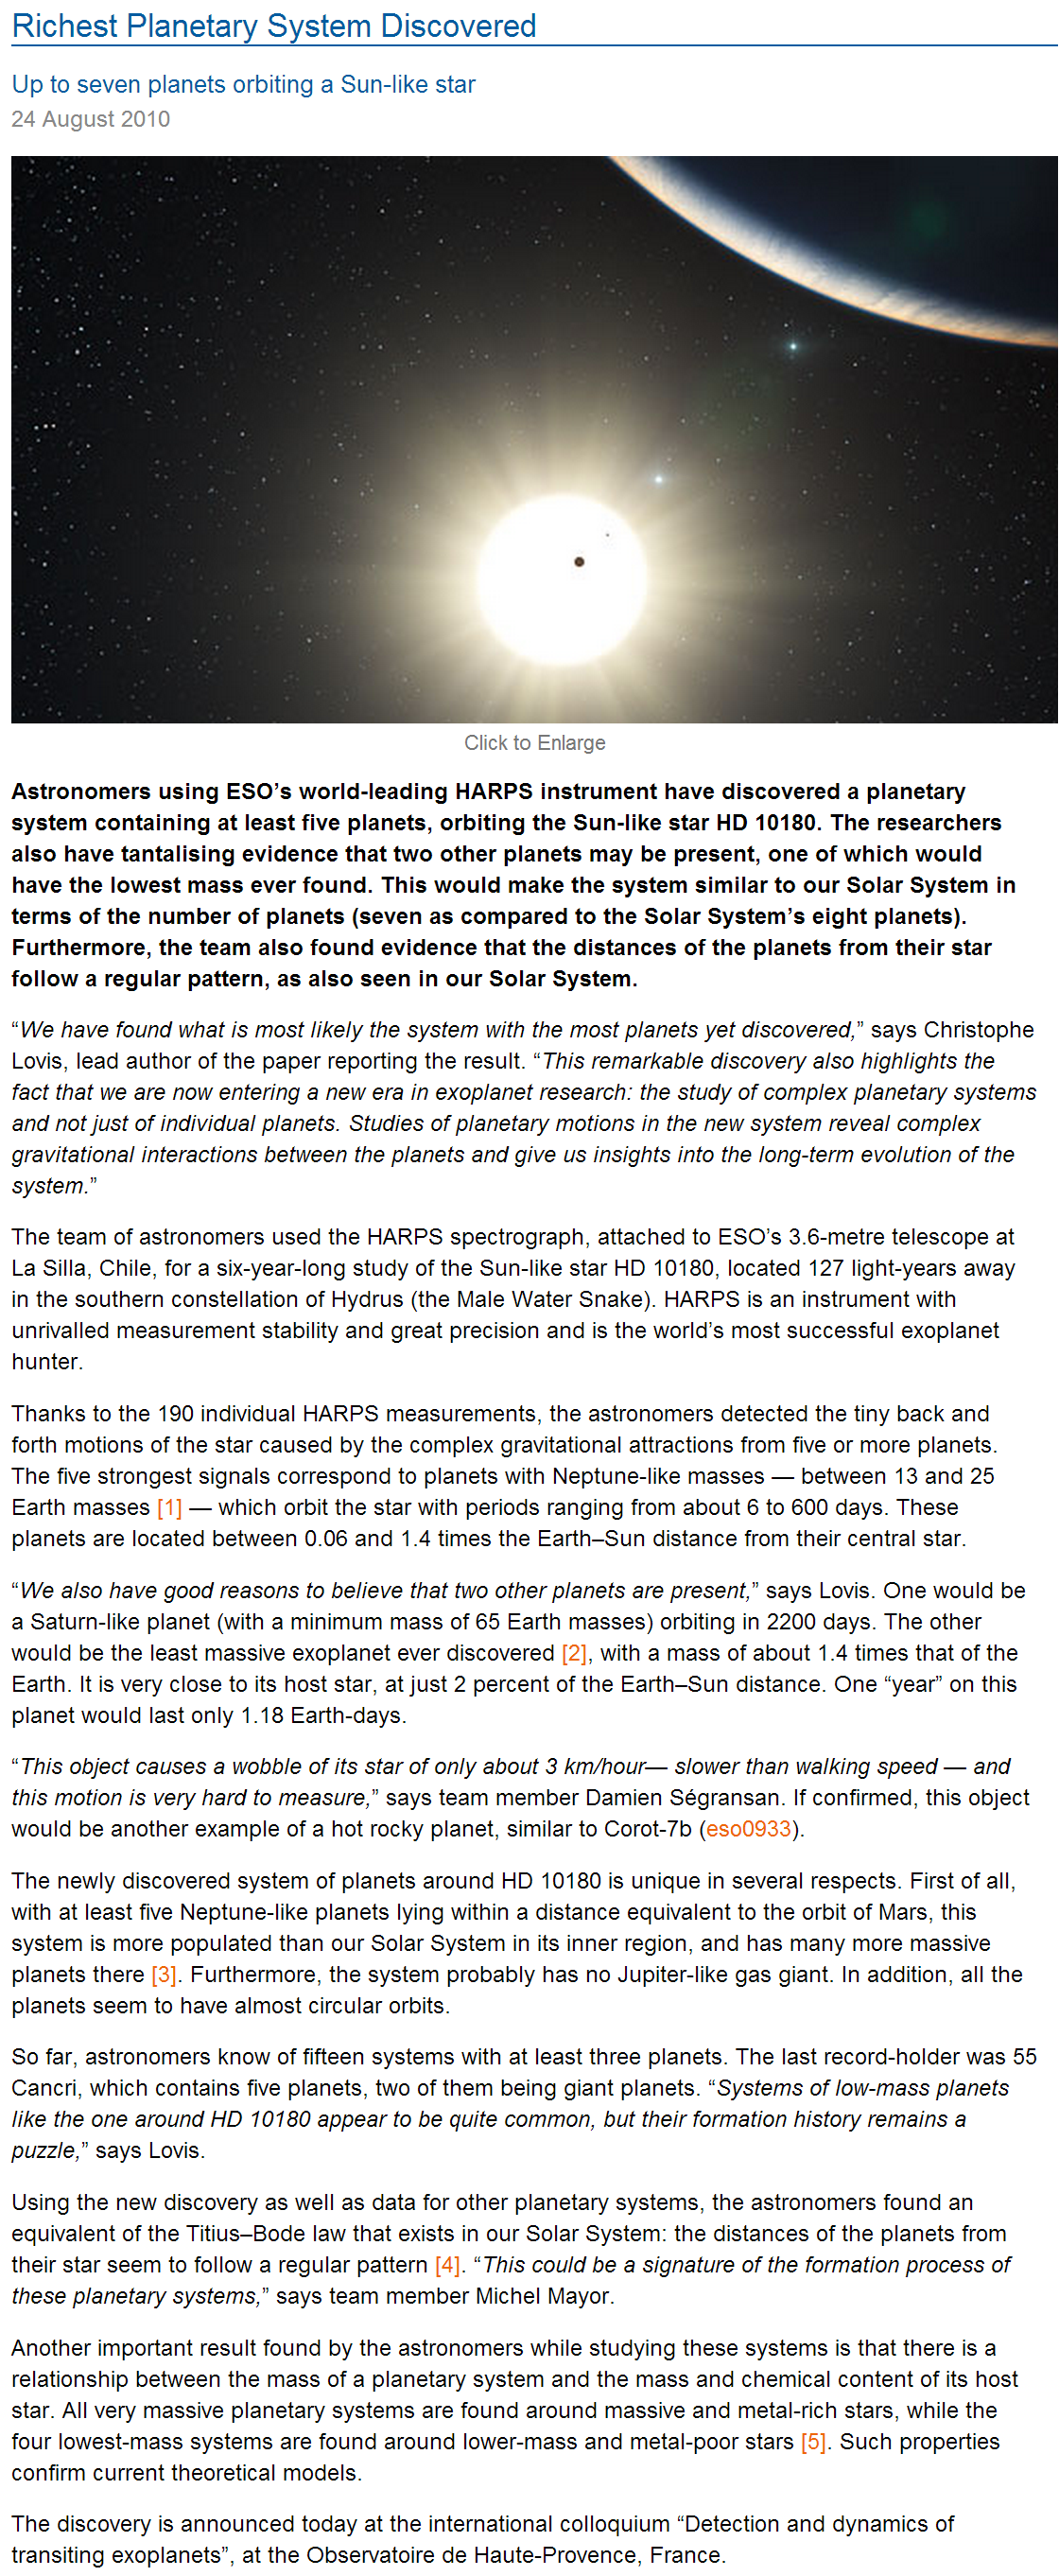 Richest Planetary System Discovered
Up to seven planets orbiting a Sun-like star
24 August 2010
Click to Enlarge
Astronomers using ESO’s world-leading HARPS instrument have discovered a planetary
system containing at least five planets, orbiting the Sun-like star HD 10180. The researchers
also have tantalising evidence that two other planets may be present, one of which would
have the lowest mass ever found. This would make the system similar to our Solar System in
terms of the number of planets (seven as compared to the Solar System’s eight planets).
Furthermore, the team also found evidence that the distances of the planets from their star
follow a regular pattern, as also seen in our Solar System.
“We have found what is most likely the system with the most planets yet discovered,” says Christophe
Lovis, lead author of the paper reporting the result. “This remarkable discovery also highlights the
fact that we are now entering a new era in exoplanet research: the study of complex planetary systems
and not just of individual planets. Studies of planetary motions in the new system reveal complex
gravitational interactions between the planets and give us insights into the long-term evolution of the
system.”
The team of astronomers used the HARPS spectrograph, attached to ESO’s 3.6-metre telescope at
La Silla, Chile, for a six-year-long study of the Sun-like star HD 10180, located 127 light-years away
in the southern constellation of Hydrus (the Male Water Snake). HARPS is an instrument with
unrivalled measurement stability and great precision and is the world’s most successful exoplanet
hunter.
Thanks to the 190 individual HARPS measurements, the astronomers detected the tiny back and
forth motions of the star caused by the complex gravitational attractions from five or more planets.
The five strongest signals correspond to planets with Neptune-like masses — between 13 and 25
Earth masses [1] — which orbit the star with periods ranging from about 6 to 600 days. These
planets are located between 0.06 and 1.4 times the Earth–Sun distance from their central star.
“We also have good reasons to believe that two other planets are present,” says Lovis. One would be
a Saturn-like planet (with a minimum mass of 65 Earth masses) orbiting in 2200 days. The other
would be the least massive exoplanet ever discovered [2], with a mass of about 1.4 times that of the
Earth. It is very close to its host star, at just 2 percent of the Earth–Sun distance. One “year” on this
planet would last only 1.18 Earth-days.
“This object causes a wobble of its star of only about 3 km/hour— slower than walking speed — and
this motion is very hard to measure,” says team member Damien Ségransan. If confirmed, this object
would be another example of a hot rocky planet, similar to Corot-7b (eso0933).
The newly discovered system of planets around HD 10180 is unique in several respects. First of all,
with at least five Neptune-like planets lying within a distance equivalent to the orbit of Mars, this
system is more populated than our Solar System in its inner region, and has many more massive
planets there [3]. Furthermore, the system probably has no Jupiter-like gas giant. In addition, all the
planets seem to have almost circular orbits.
So far, astronomers know of fifteen systems with at least three planets. The last record-holder was 55
Cancri, which contains five planets, two of them being giant planets. “Systems of low-mass planets
like the one around HD 10180 appear to be quite common, but their formation history remains a
puzzle,” says Lovis.
Using the new discovery as well as data for other planetary systems, the astronomers found an
equivalent of the Titius–Bode law that exists in our Solar System: the distances of the planets from
their star seem to follow a regular pattern [4]. “This could be a signature of the formation process of
these planetary systems,” says team member Michel Mayor.
Another important result found by the astronomers while studying these systems is that there is a
relationship between the mass of a planetary system and the mass and chemical content of its host
star. All very massive planetary systems are found around massive and metal-rich stars, while the
four lowest-mass systems are found around lower-mass and metal-poor stars [5]. Such properties
confirm current theoretical models.
The discovery is announced today at the international colloquium “Detection and dynamics of
transiting exoplanets”, at the Observatoire de Haute-Provence, France.